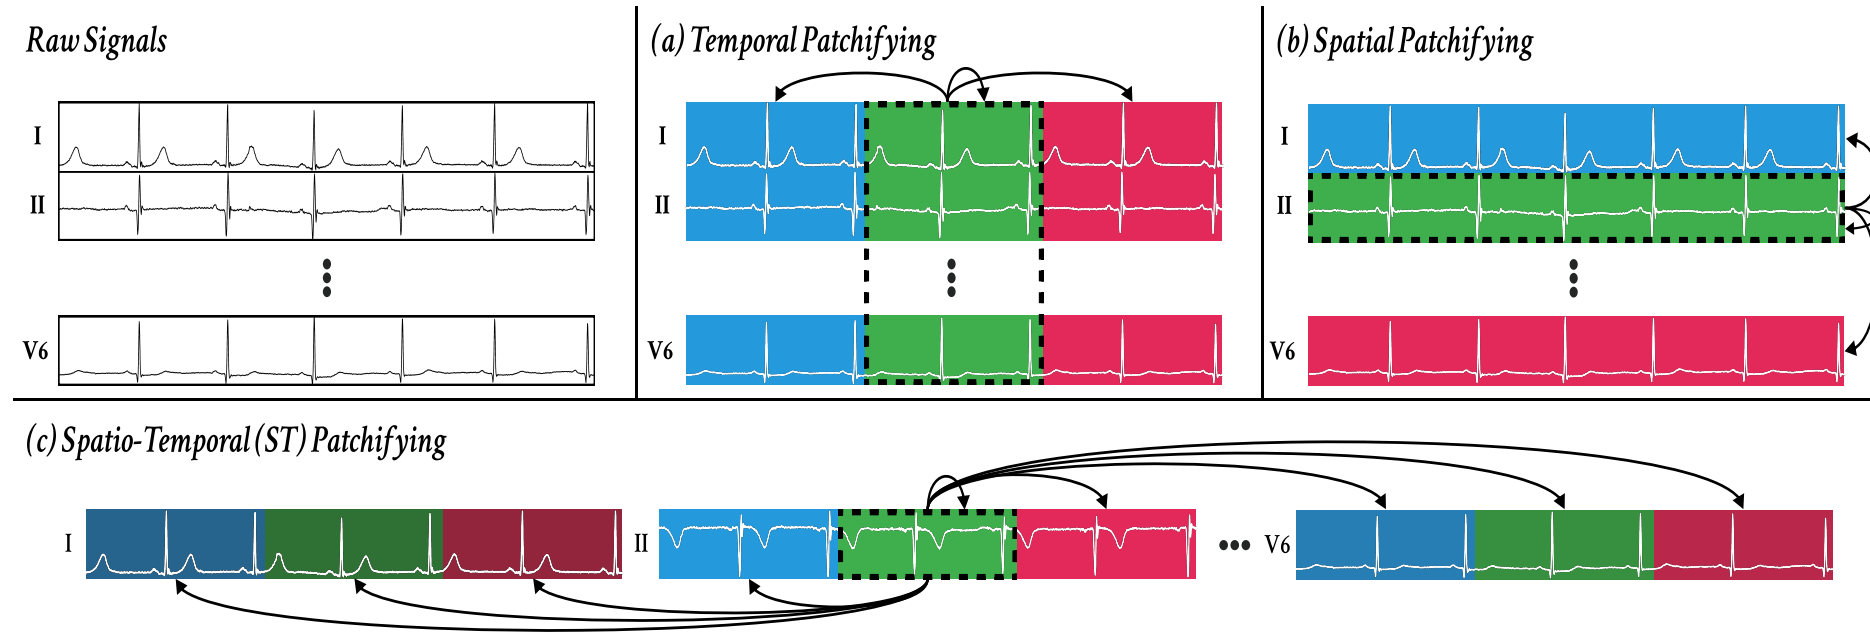 Raw Signals
I
II
V6
(a) Temporal Patchifying
I
II
V6
(b) Spatial Patchifying
I
II
V6
(c) Spatio-Temporal (ST) Patchifying
I
II
V6